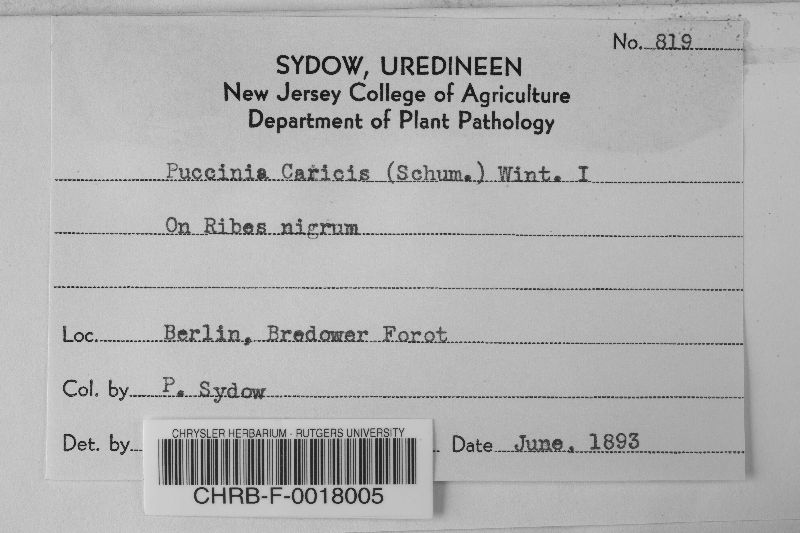 No. 819
SYDOW, UREDINEEN
New Jersey College of Agriculture
Department of Plant Pathology
Puccinia Caricis (Schum.) Wint. I
On Ribes nigrum
Loc. Berlin, Bredower Forot
Col. by P. Sydow
Det. by
Date June, 1893
CHRYSLER HERBARIUM - RUTGERS UNIVERSITY
CHRB-F-0018005